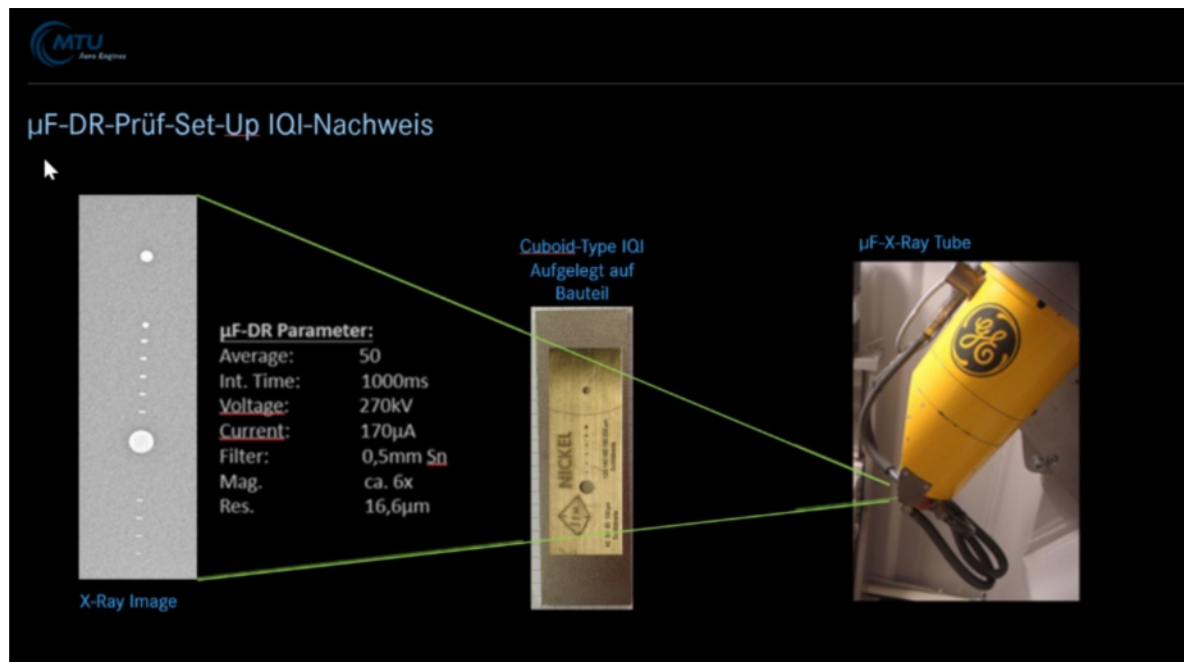 MTU
Aero Engines
µF-DR-Prüf-Set-Up IQI-Nachweis
Cuboid-Type IQI
Aufgelegt auf
Bauteil
µF-X-Ray Tube
µF-DR Parameter:
Average: 50
Int. Time: 1000ms
Voltage: 270kV
Current: 170µA
Filter: 0,5mm Sn
Mag. ca. 6x
Res. 16,6µm
NICKEL
GE
X-Ray Image